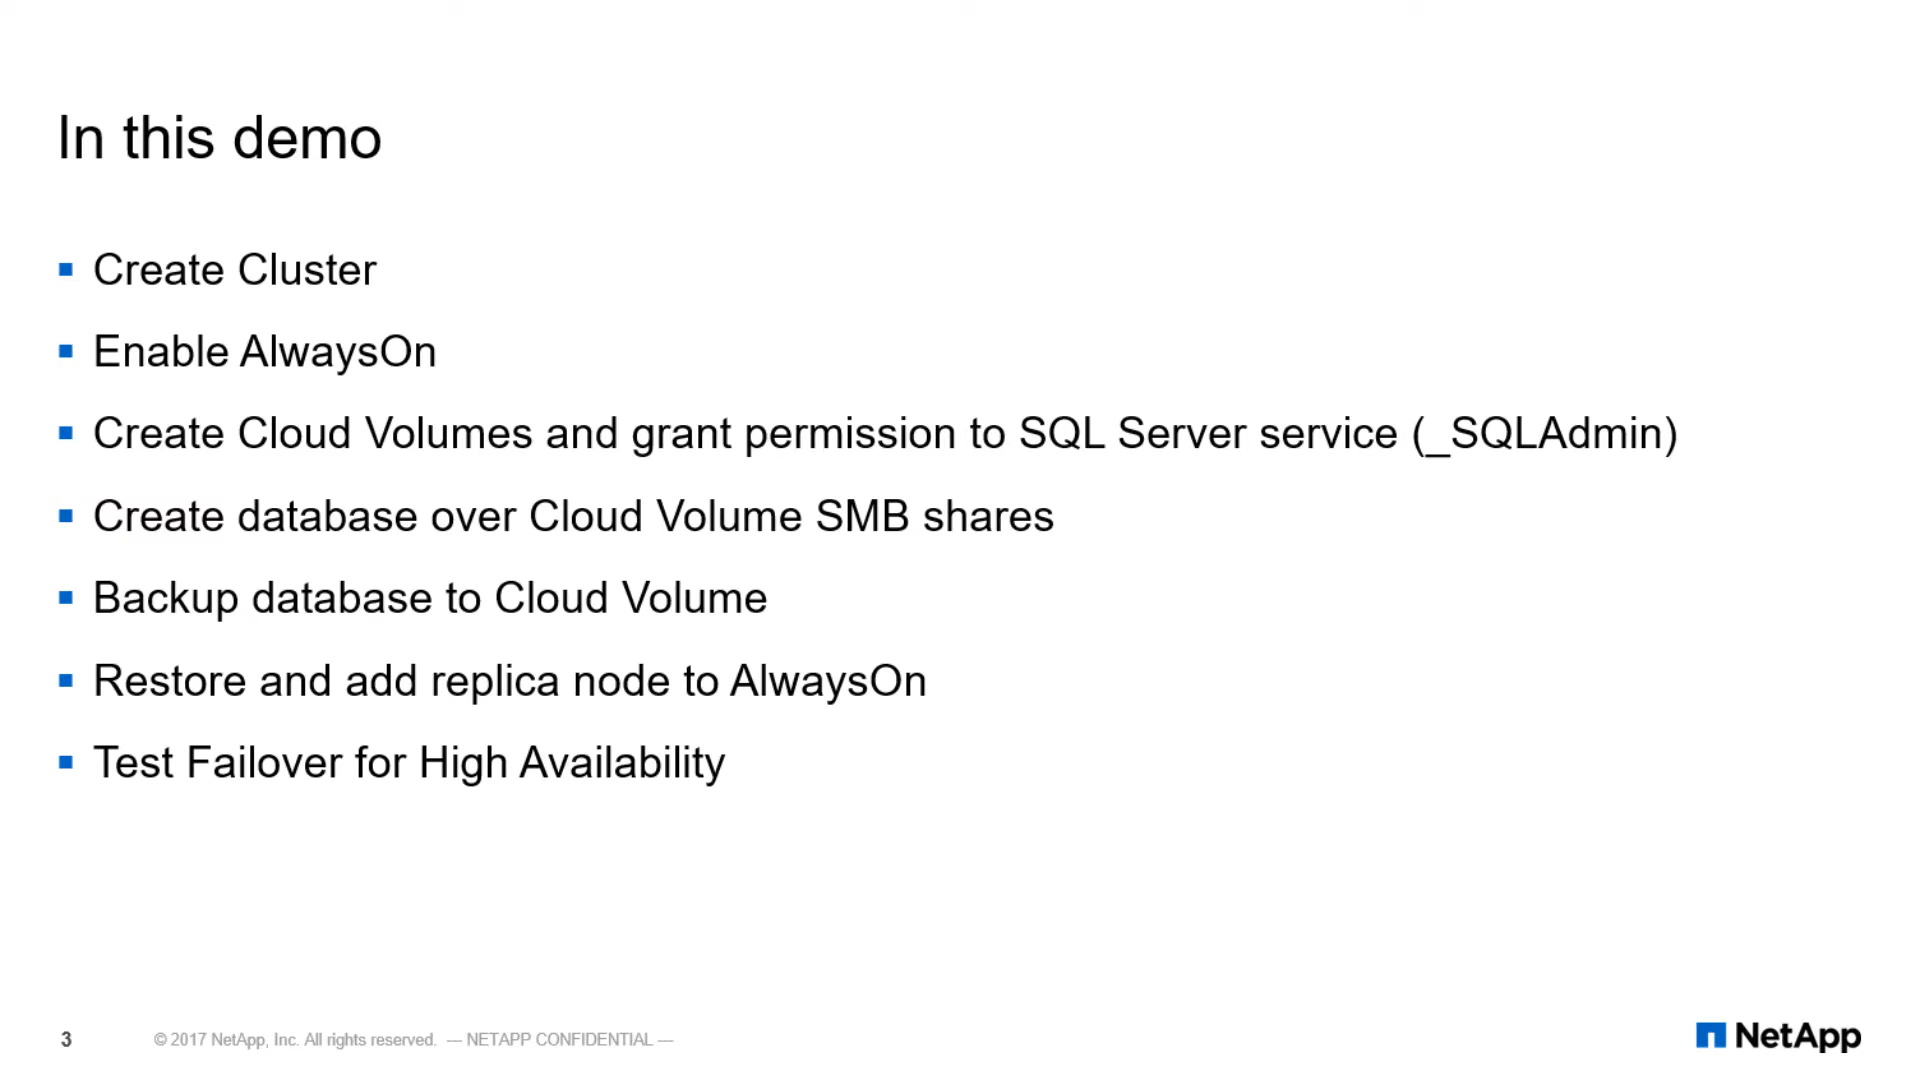 In this demo
Create Cluster
Enable AlwaysOn
Create Cloud Volumes and grant permission to SQL Server service (_SQLAdmin)
Create database over Cloud Volume SMB shares
Backup database to Cloud Volume
Restore and add replica node to AlwaysOn
Test Failover for High Availability
3 © 2017 NetApp, Inc. All rights reserved. — NETAPP CONFIDENTIAL — NetApp